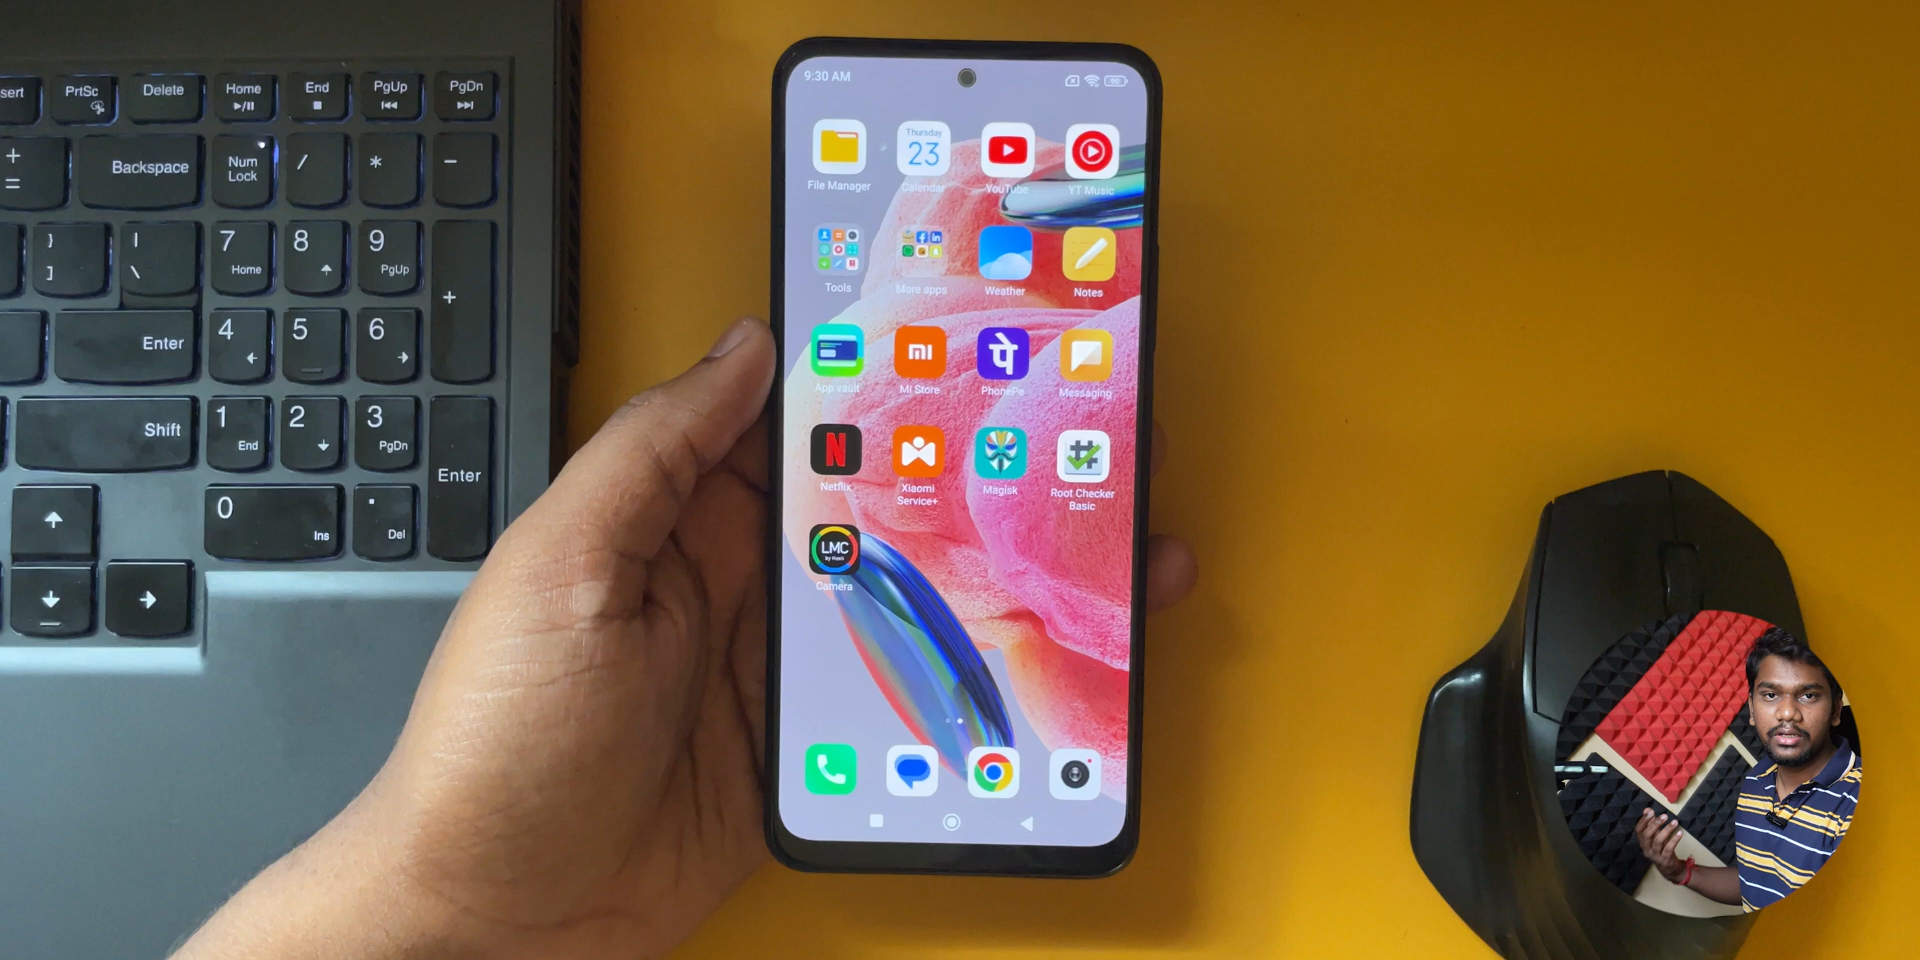 sert
PrtSc
Delete
Home
End
PgUp
PgDn
+
=
Backspace
Num
Lock
/
*
-
}
]
|
\
7
Home
8
9
PgUp
+
Enter
4
5
6
Shift
1
End
2
3
PgDn
Enter
0
Ins
.
Del
9:30 AM
90
Thursday
23
File Manager
Calendar
YouTube
YT Music
Tools
More apps
Weather
Notes
mi
पे
App vault
Mi Store
PhonePe
Messaging
N
Netflix
Xiaomi
Service+
Magisk
Root Checker
Basic
LMC
Camera